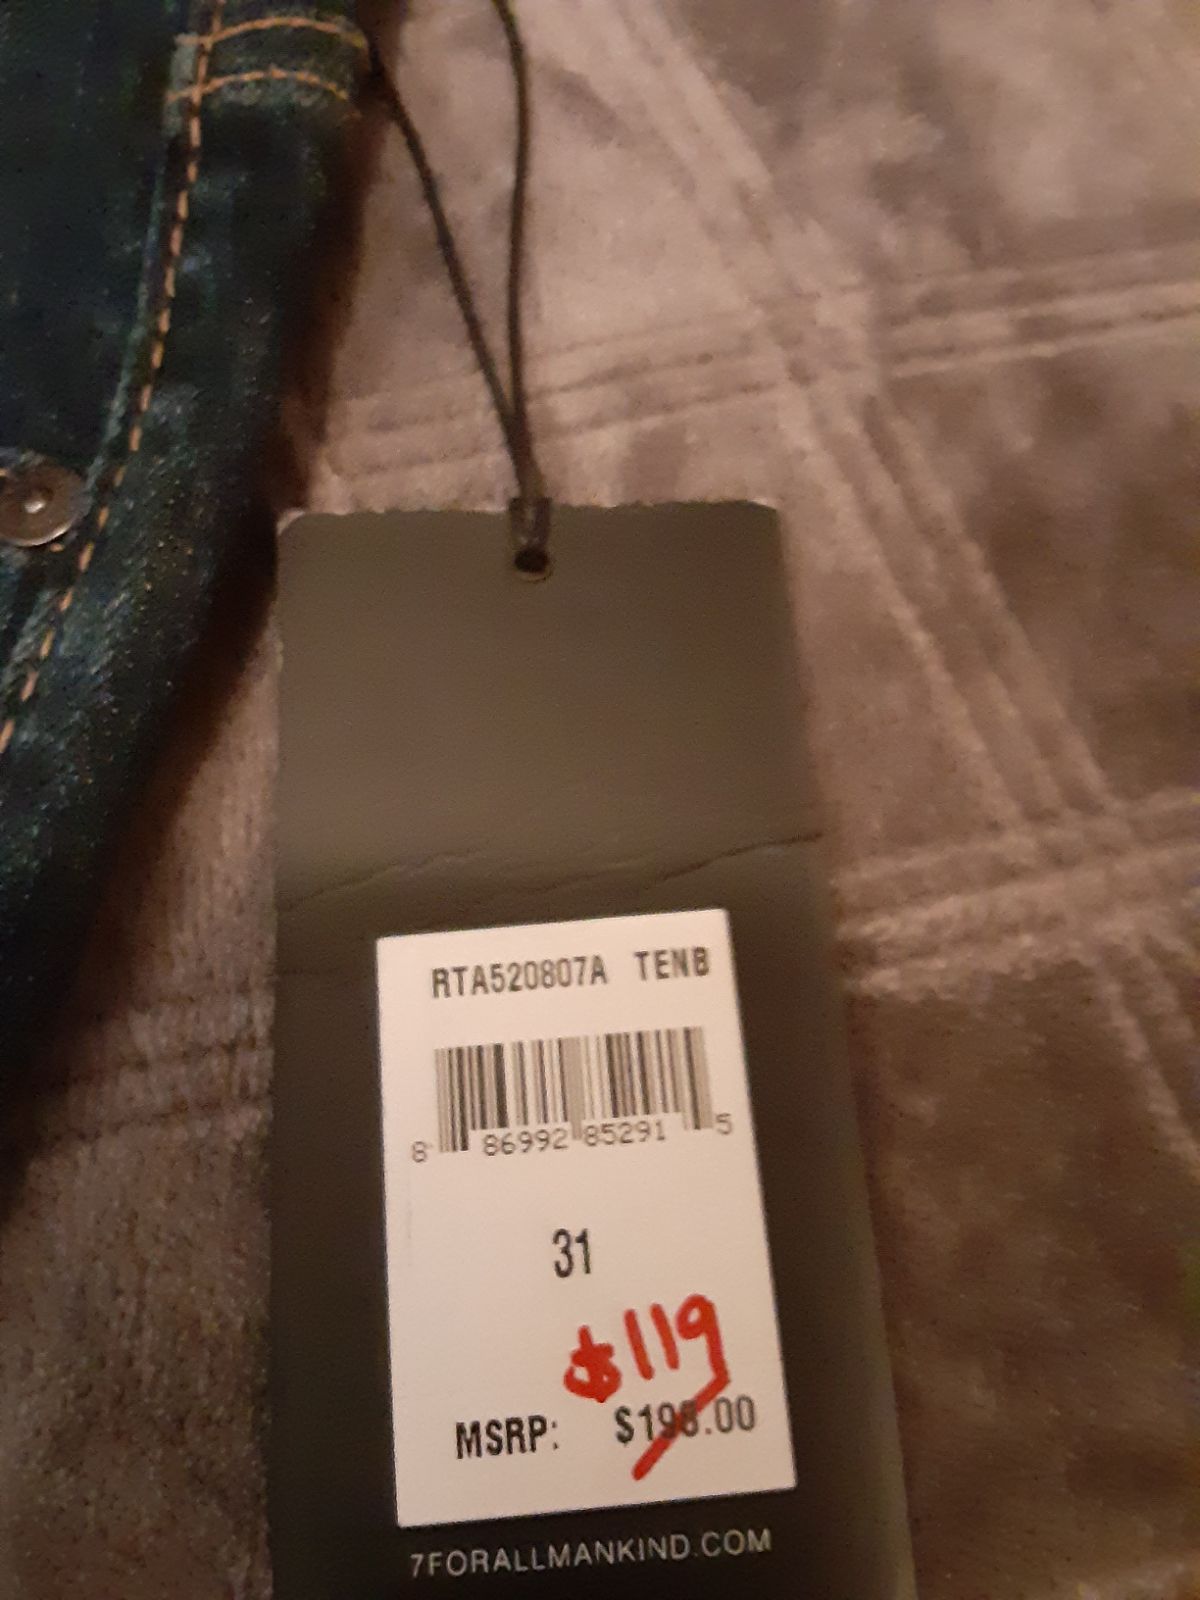 RTA520807A TENB
8 86992 85291 5
31
$119
MSRP: $198.00
7FORALLMANKIND.COM